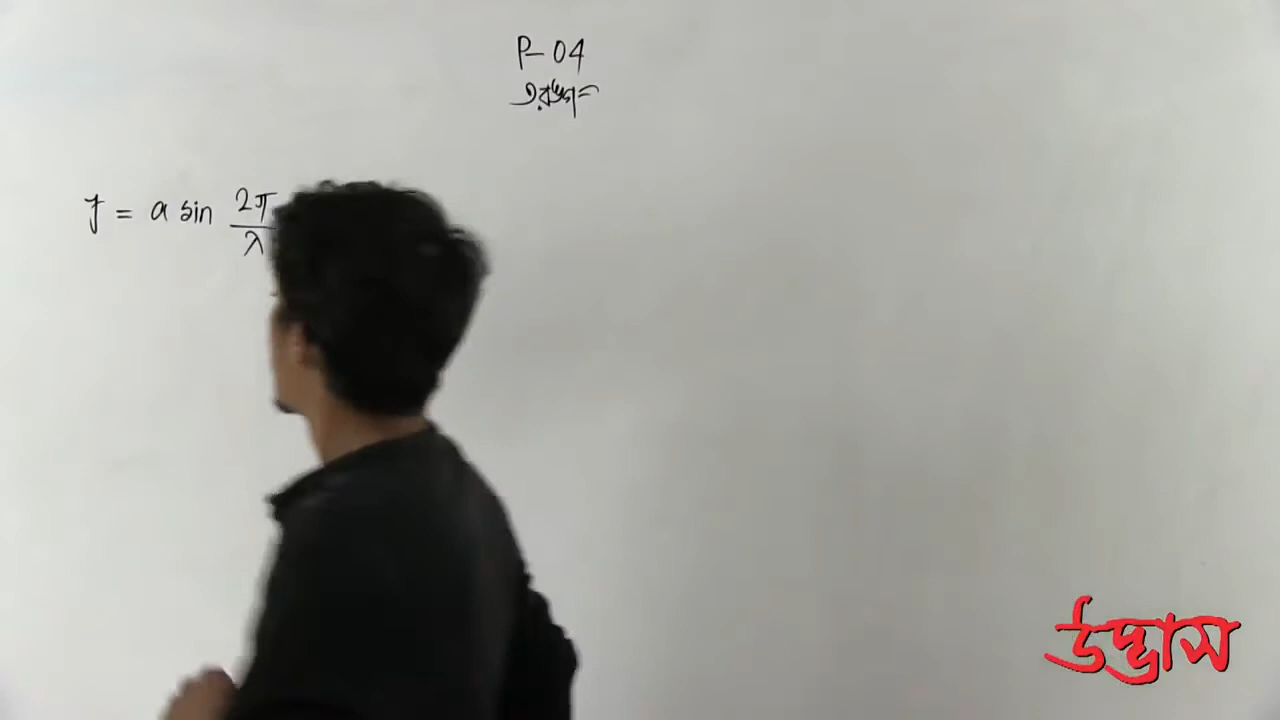 P-04
তরঙ্গ
y = a sin 2π/λ
উদ্ভাস